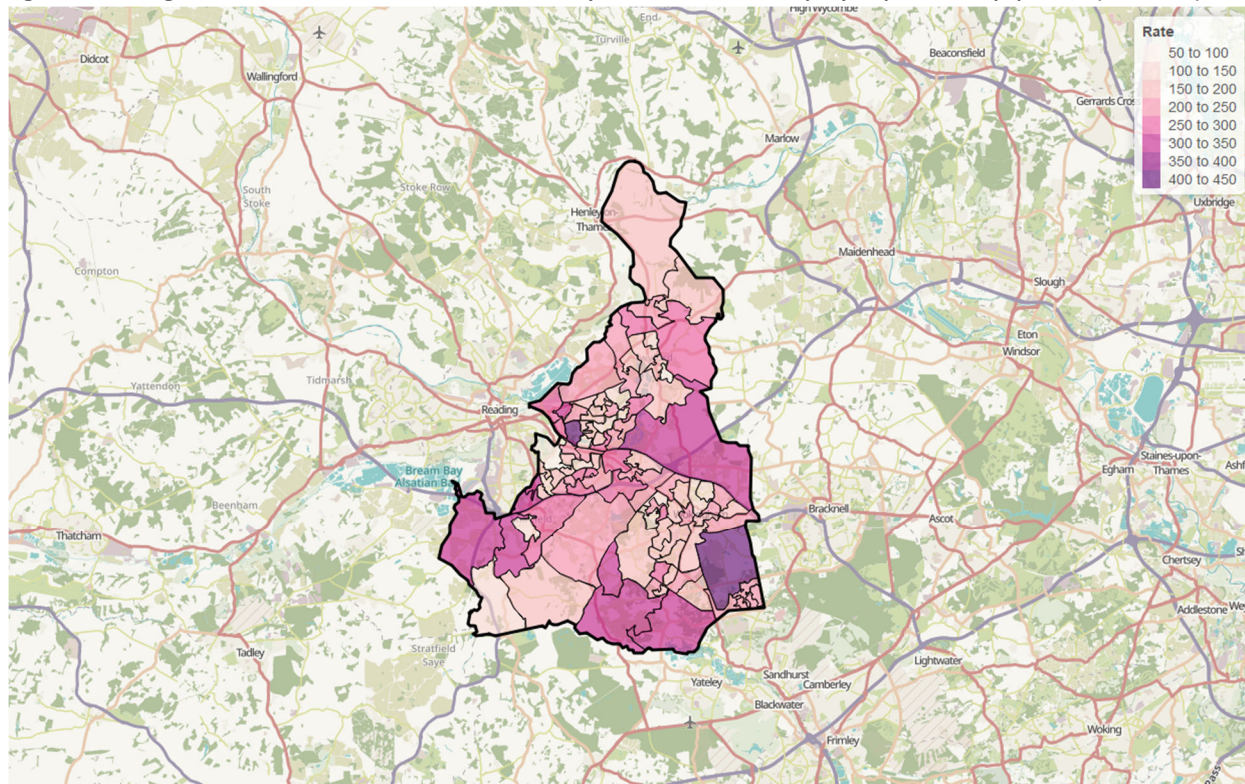 High Wycombe
End
Turville
Didcot
Wallingford
Beaconsfield
Gerrards Cross
Marlow
Stoke Row
South
Stoke
Henley-on-
Thames
Uxbridge
Compton
Maidenhead
Slough
Eton
Windsor
Tidmarsh
Yattendon
Reading
Bream Bay
Alsatian
Staines-upon-
Thames
Egham
Ashf
Beenham
Bracknell
Ascot
Thatcham
Chertsey
Addlestone
Tadley
Stratfield
Saye
Lightwater
Sandhurst
Camberley
Yateley
Blackwater
Woking
Frimley
Pass
Rate
50 to 100
100 to 150
150 to 200
200 to 250
250 to 300
300 to 350
350 to 400
400 to 450